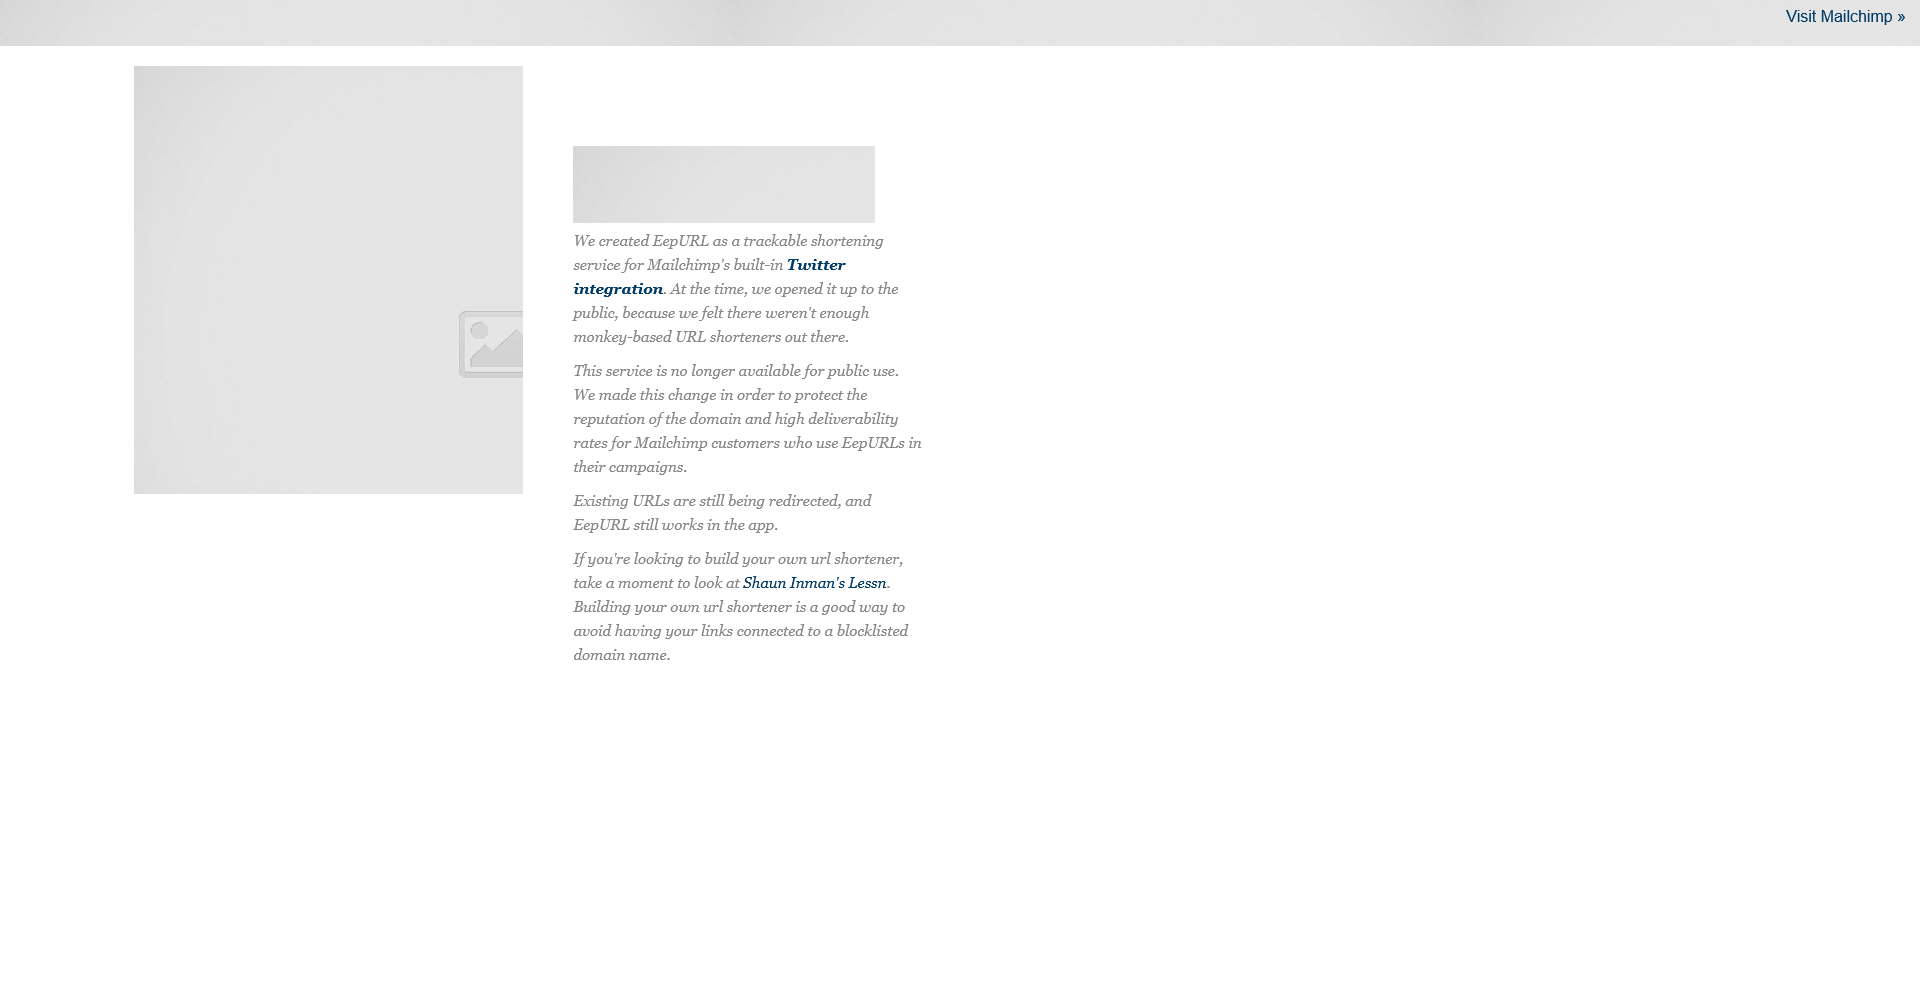 Visit Mailchimp »
We created EepURL as a trackable shortening
service for Mailchimp's built-in Twitter
integration. At the time, we opened it up to the
public, because we felt there weren't enough
monkey-based URL shorteners out there.
This service is no longer available for public use.
We made this change in order to protect the
reputation of the domain and high deliverability
rates for Mailchimp customers who use EepURLs in
their campaigns.
Existing URLs are still being redirected, and
EepURL still works in the app.
If you're looking to build your own url shortener,
take a moment to look at Shaun Inman's Lessn.
Building your own url shortener is a good way to
avoid having your links connected to a blocklisted
domain name.